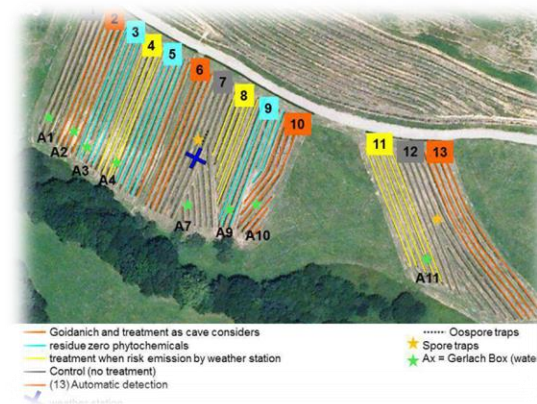 2 3 4 5 6 7 8 9 10 11 12 13
A1 A2 A3 A4 A7 A9 A10 A11
Goidanich and treatment as cave considers
residue zero phytochemicals
treatment when risk emission by weather station
Control (no treatment)
(13) Automatic detection
weather station
Oospore traps
Spore traps
Ax = Gerlach Box (wate